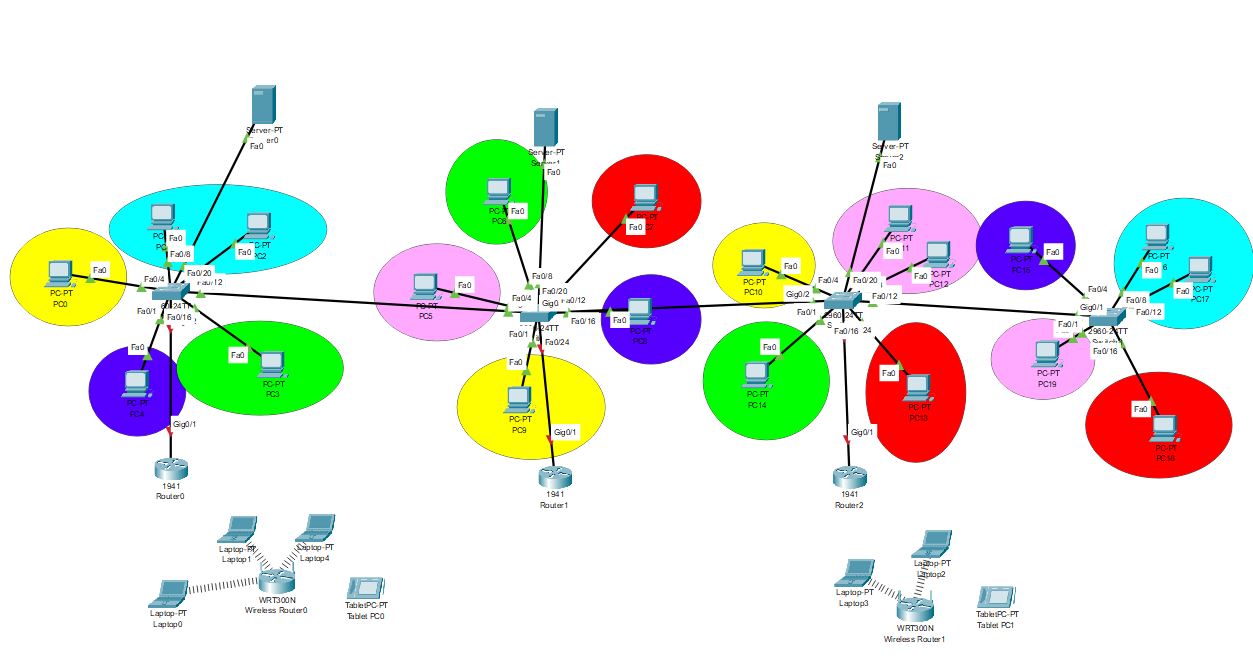 Server-PT
er0
Fa0
Server-PT
Server1
Fa0
Server-PT
Server2
Fa0
PC-PT
PC0
Fa0
Fa0
Fa0/8
Fa0
PC-PT
PC2
Fa0/4
Fa0/20
Fa0/12
Fa0/1
Fa0/16
Fa0
PC-PT
PC3
Fa0
PC-PT
PC4
Gig0/1
1941
Router0
PC-PT
PC6
Fa0
PC-PT
Fa0
PC-PT
PC5
Fa0
Fa0/8
Fa0/4
Fa0/20
Fa0/12
Fa0/16
Fa0/1
Fa0/24
Fa0
PC-PT
PC8
Fa0
PC-PT
PC9
Gig0/1
1941
Router1
PC-PT
PC10
Fa0
PC-PT
11
Fa0
PC-PT
PC12
Fa0
Fa0/4
Fa0/20
Gig0/2
Fa0/12
Fa0/1
2960-24TT
Fa0/16
24
Fa0
PC-PT
PC14
Fa0
PC-PT
PC13
Gig0/1
1941
Router2
PC-PT
PC15
Fa0
PC-PT
Fa0
PC-PT
PC17
Fa0
Fa0/4
Fa0/8
Gig0/1
Fa0/12
Fa0/1
2960-24TT
Fa0/16
PC-PT
PC19
Fa0
PC-PT
PC18
Laptop-PT
Laptop1
Laptop-PT
Laptop4
Laptop-PT
Laptop0
WRT300N
Wireless Router0
TabletPC-PT
Tablet PC0
Laptop-PT
Laptop2
Laptop-PT
Laptop3
WRT300N
Wireless Router1
TabletPC-PT
Tablet PC1